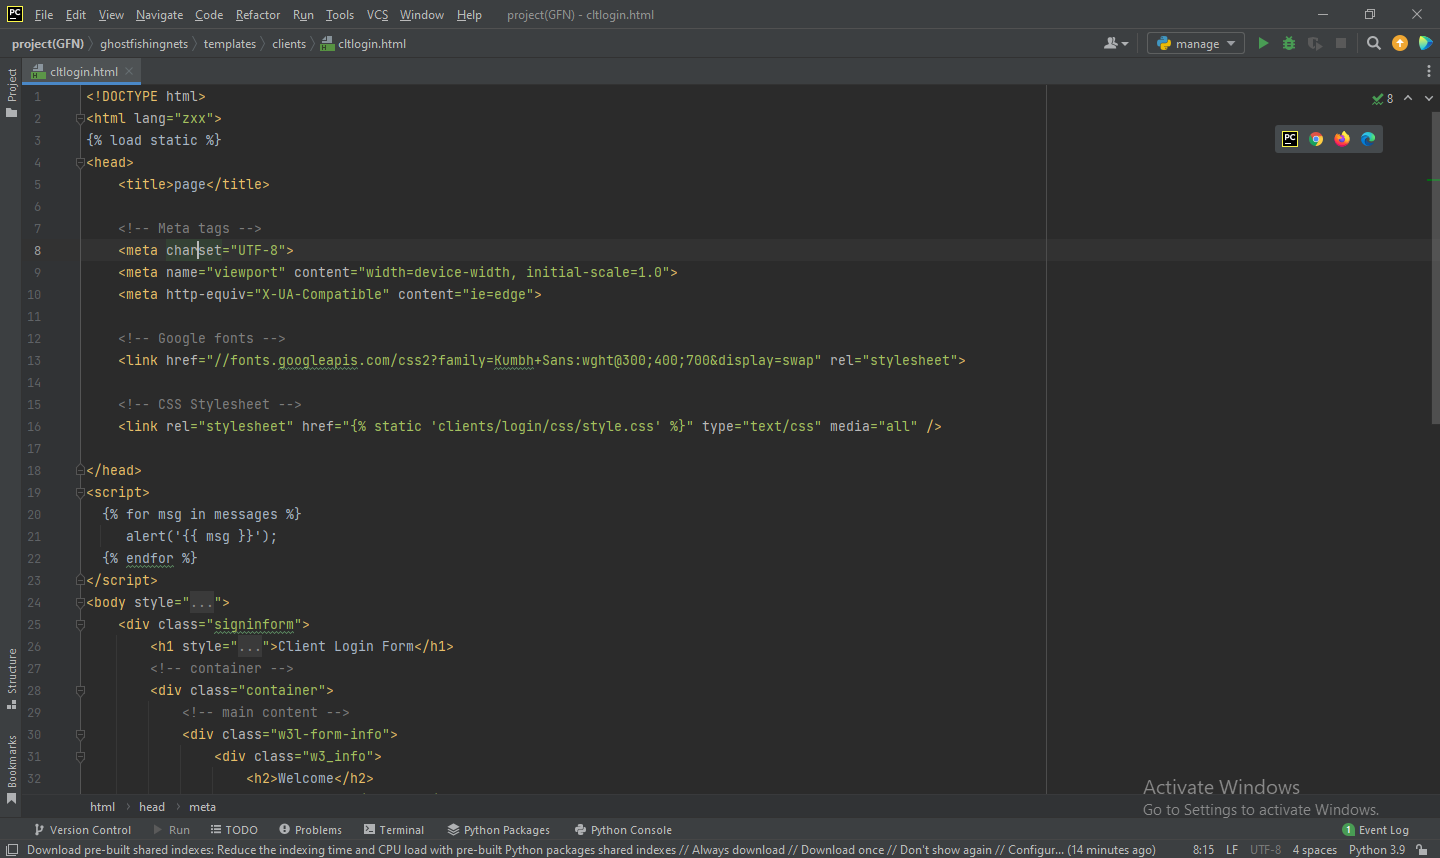 PC File Edit View Navigate Code Refactor Run Tools VCS Window Help project(GFN) - cltlogin.html
project(GFN) ghostfishingnets templates clients cltlogin.html manage
Project
cltlogin.html
8
PC
1 <!DOCTYPE html>
2 <html lang="zxx">
3 {% load static %}
4 <head>
5 <title>page</title>
6
7 <!-- Meta tags -->
8 <meta charset="UTF-8">
9 <meta name="viewport" content="width=device-width, initial-scale=1.0">
10 <meta http-equiv="X-UA-Compatible" content="ie=edge">
11
12 <!-- Google fonts -->
13 <link href="//fonts.googleapis.com/css2?family=Kumbh+Sans:wght@300;400;700&display=swap" rel="stylesheet">
14
15 <!-- CSS Stylesheet -->
16 <link rel="stylesheet" href="{% static 'clients/login/css/style.css' %}" type="text/css" media="all" />
17
18 </head>
19 <script>
20 {% for msg in messages %}
21 alert('{{ msg }}');
22 {% endfor %}
23 </script>
24 <body style="...">
25 <div class="signinform">
26 <h1 style="...">Client Login Form</h1>
27 <!-- container -->
28 <div class="container">
29 <!-- main content -->
30 <div class="w3l-form-info">
31 <div class="w3_info">
32 <h2>Welcome</h2>
Structure
Bookmarks
Activate Windows
Go to Settings to activate Windows.
html head meta
Version Control Run TODO Problems Terminal Python Packages Python Console 1 Event Log
Download pre-built shared indexes: Reduce the indexing time and CPU load with pre-built Python packages shared indexes // Always download // Download once // Don't show again // Configur... (14 minutes ago) 8:15 LF UTF-8 4 spaces Python 3.9